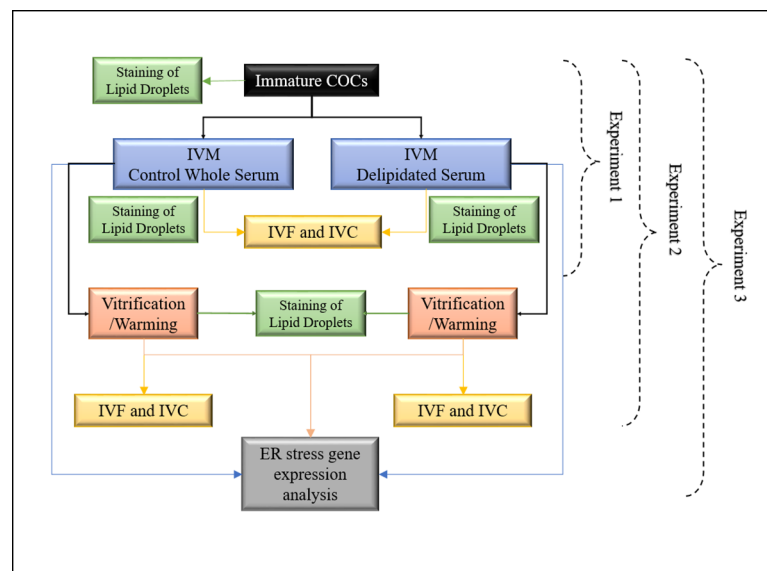 Staining of
Lipid Droplets
Immature COCs
IVM
Control Whole Serum
IVM
Delipidated Serum
Staining of
Lipid Droplets
IVF and IVC
Staining of
Lipid Droplets
Vitrification
/Warming
Staining of
Lipid Droplets
Vitrification
/Warming
IVF and IVC
IVF and IVC
ER stress gene
expression
analysis
Experiment 1
Experiment 2
Experiment 3